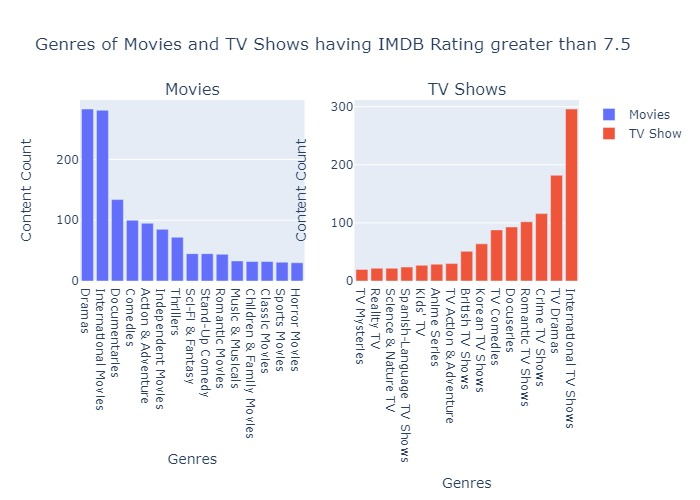 Genres of Movies and TV Shows having IMDB Rating greater than 7.5
Movies
Content Count
200
100
0
Dramas
International Movies
Documentaries
Comedies
Action & Adventure
Independent Movies
Thrillers
Sci-Fi & Fantasy
Stand-Up Comedy
Romantic Movies
Music & Musicals
Children & Family Movies
Classic Movies
Sports Movies
Horror Movies
Genres
TV Shows
Content Count
300
200
100
0
TV Mysteries
Reality TV
Science & Nature TV
Spanish-Language TV Shows
Kids' TV
Anime Series
TV Action & Adventure
British TV Shows
Korean TV Shows
TV Comedies
Docuseries
Romantic TV Shows
Crime TV Shows
TV Dramas
International TV Shows
Genres
Movies
TV Show